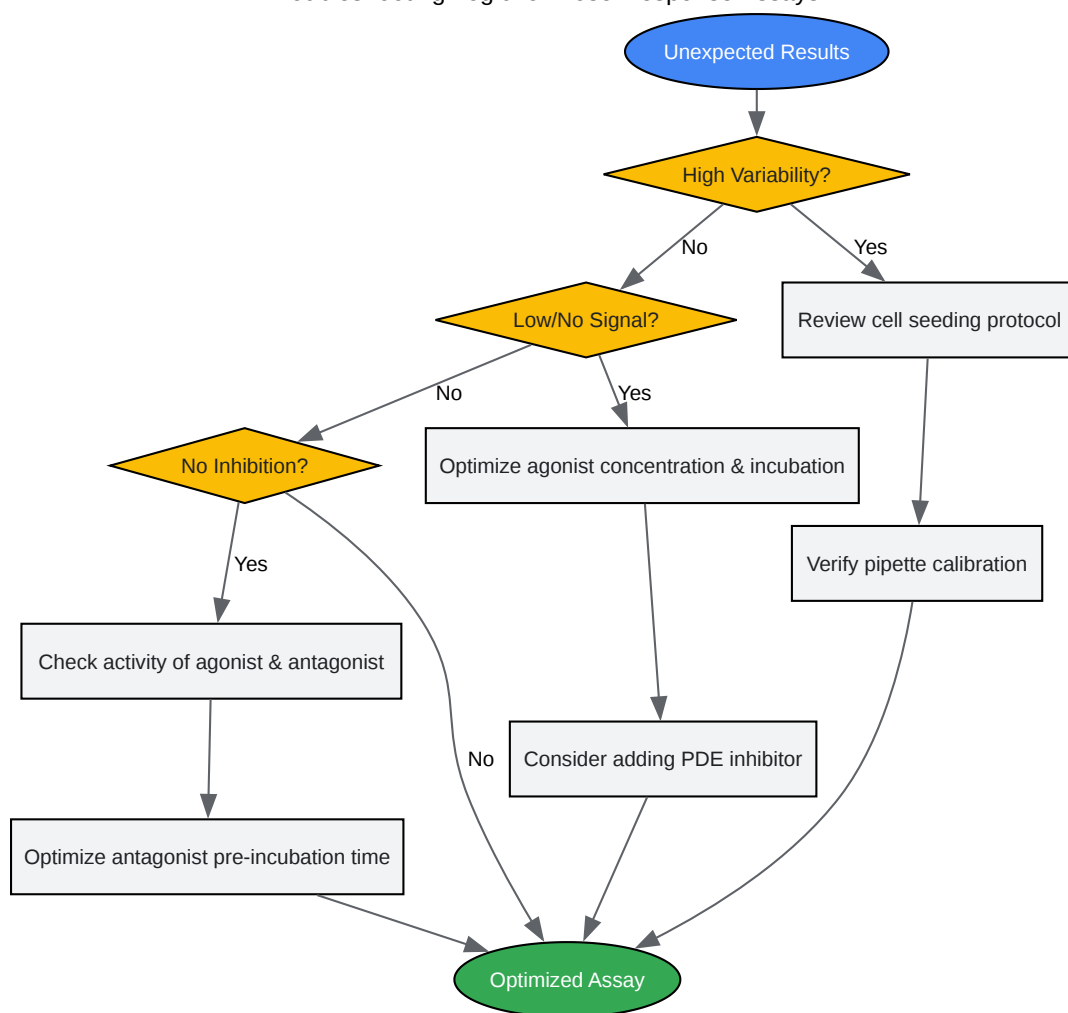 Unexpected Results
High Variability?
No
Yes
Low/No Signal?
Review cell seeding protocol
No
Yes
No Inhibition?
Optimize agonist concentration & incubation
Verify pipette calibration
Yes
Check activity of agonist & antagonist
No
Consider adding PDE inhibitor
Optimize antagonist pre-incubation time
Optimized Assay